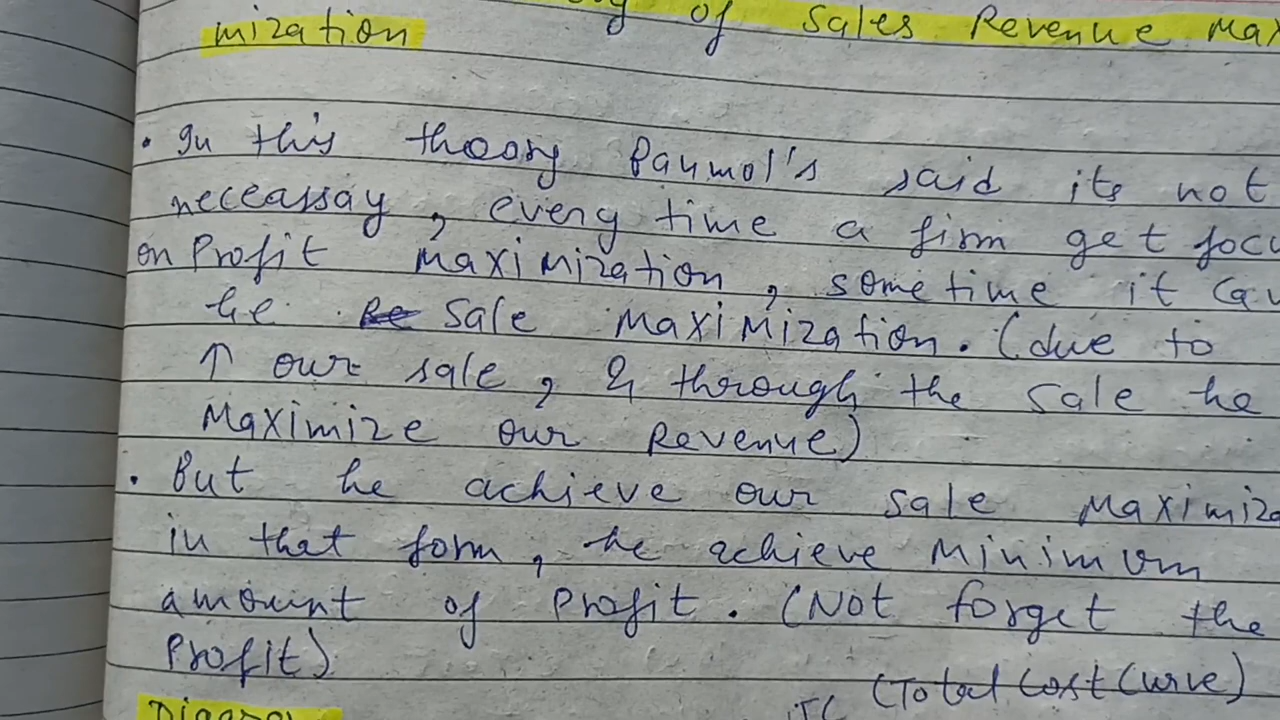 of Sales Revenue Max
mization
• In this theory Baumol's said its not
neceassay, every time a firm get focu
on Profit Maximization, sometime it can
be Sale Maximization. (due to
↑ our sale, & through the sale he
Maximize our Revenue)
• But he achieve our sale Maximiza
in that form, he achieve Minimum
amount of Profit. (Not forget the
Profit)
(Total Cost Curve)
TC